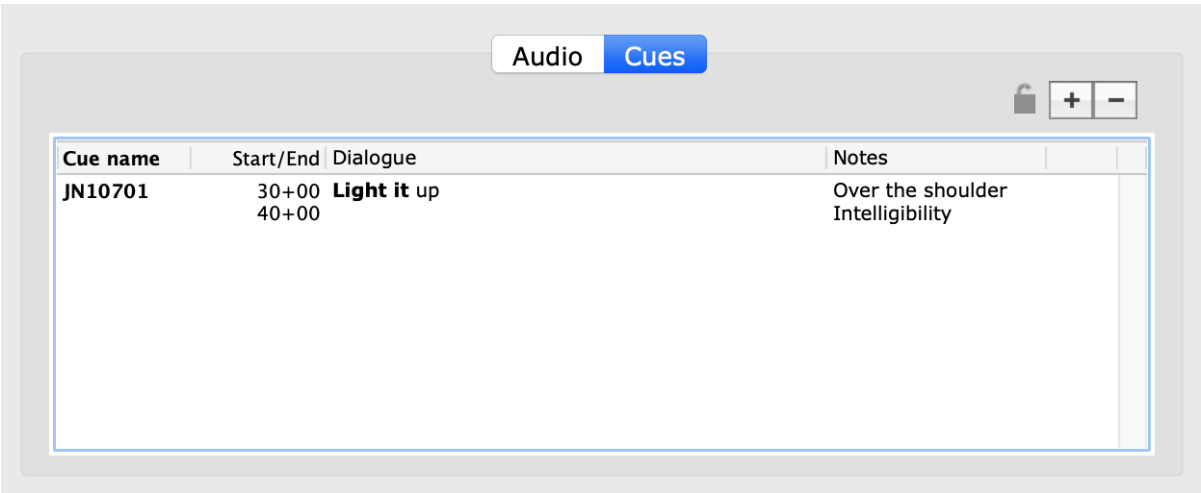 Audio Cues
+ −
Cue name Start/End Dialogue Notes
JN10701 30+00 Light it up Over the shoulder
40+00 Intelligibility